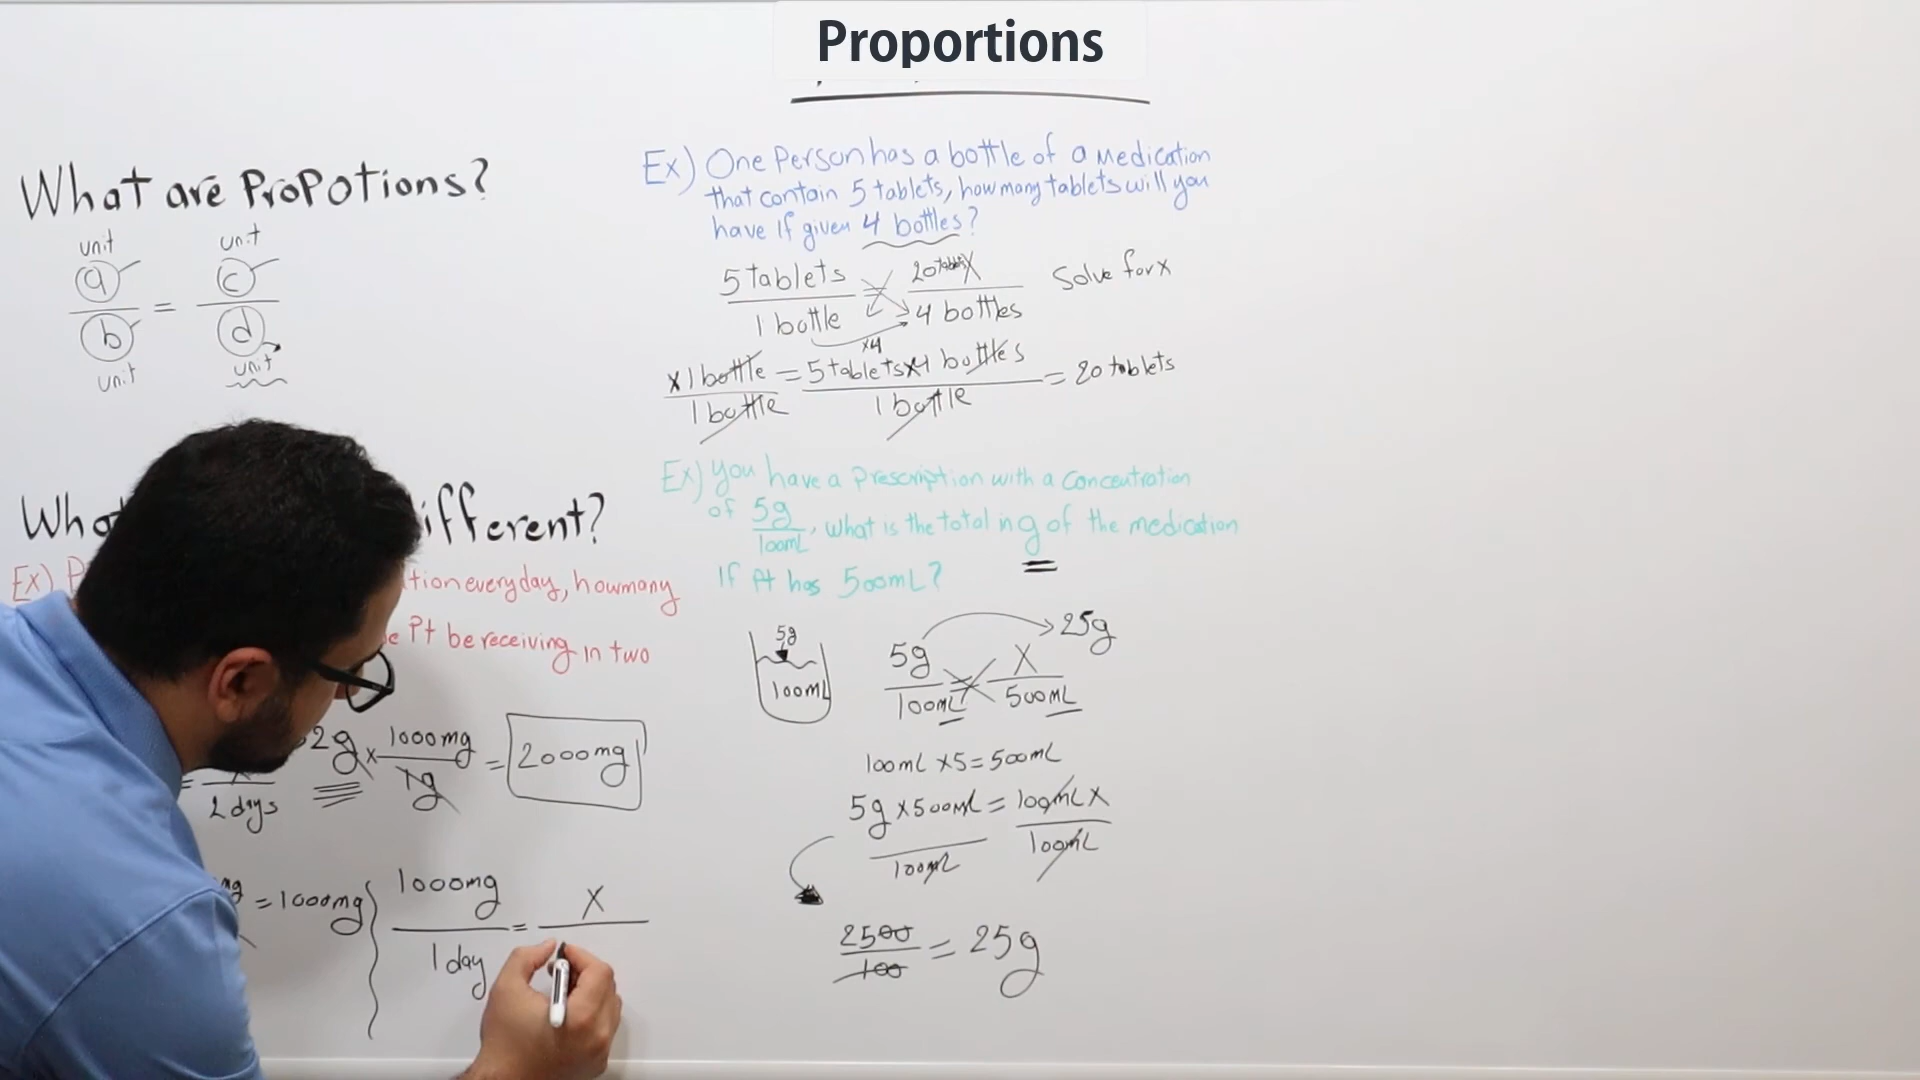 Proportions
What are ProPotions?
unit unit
a = c
b d
unit unit
ifferent?
Ex)
tion everyday, how many
Pt be receiving in two
2g x 1000mg = 2000mg
1g
2 days
= 1000mg
1000mg = X
1 day
Ex) One Person has a bottle of a Medication
that contain 5 tablets, how many tablets will you
have If given 4 bottles?
5 tablets = 20 tablets X Solve for X
1 bottle 4 bottles
x4
x 1 bottle = 5 tablets x 4 bottles = 20 tablets
1 bottle 1 bottle
Ex) You have a Prescription with a Concentration
of 5g
100mL, what is the total in g of the medication
If Pt has 500mL?
5g
100mL
5g = X 25g
100mL 500mL
100mL x 5 = 500mL
5g x 500mL = 100mL X
100mL 100mL
2500 = 25g
100